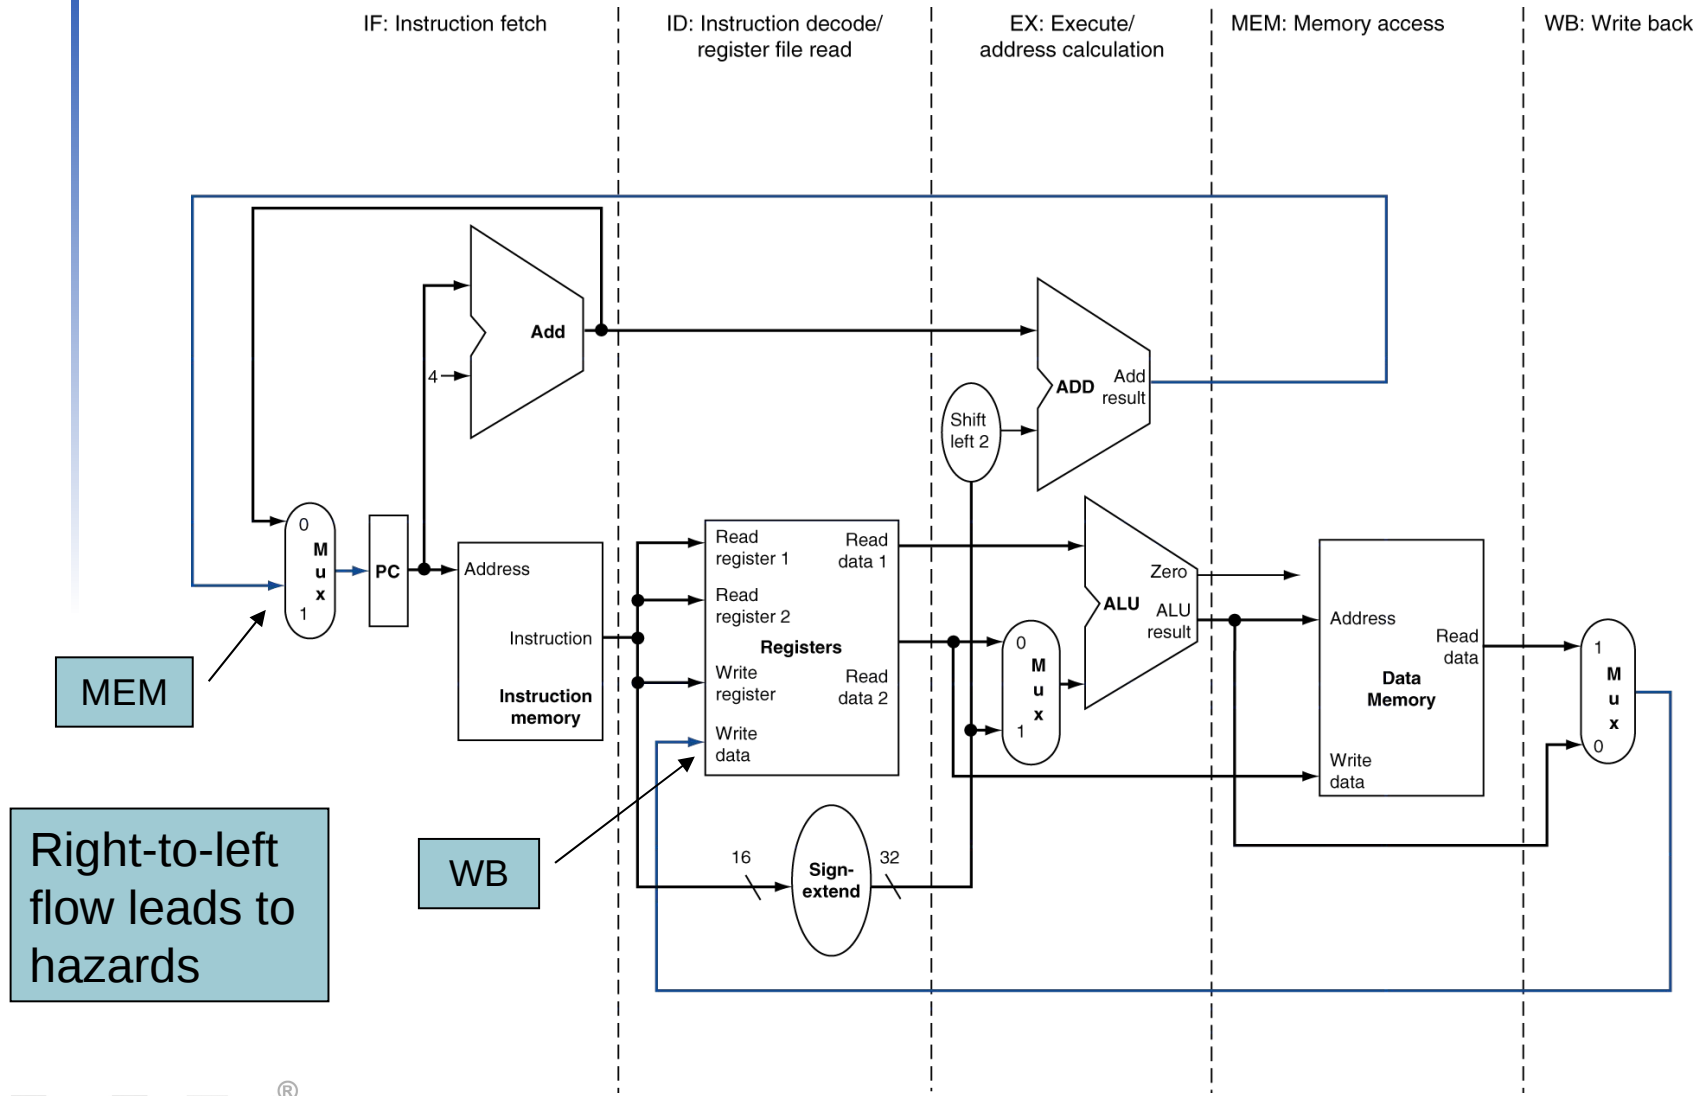 IF: Instruction fetch
ID: Instruction decode/
register file read
EX: Execute/
address calculation
MEM: Memory access
WB: Write back
Add
4
ADD
Add
result
Shift
left 2
0
M
u
x
1
PC
Address
Instruction
Instruction
memory
Read
register 1
Read
register 2
Write
register
Write
data
Registers
Read
data 1
Read
data 2
0
M
u
x
1
Zero
ALU
ALU
result
Address
Read
data
Data
Memory
Write
data
1
M
u
x
0
16
Sign-
extend
32
MEM
WB
Right-to-left
flow leads to
hazards
®